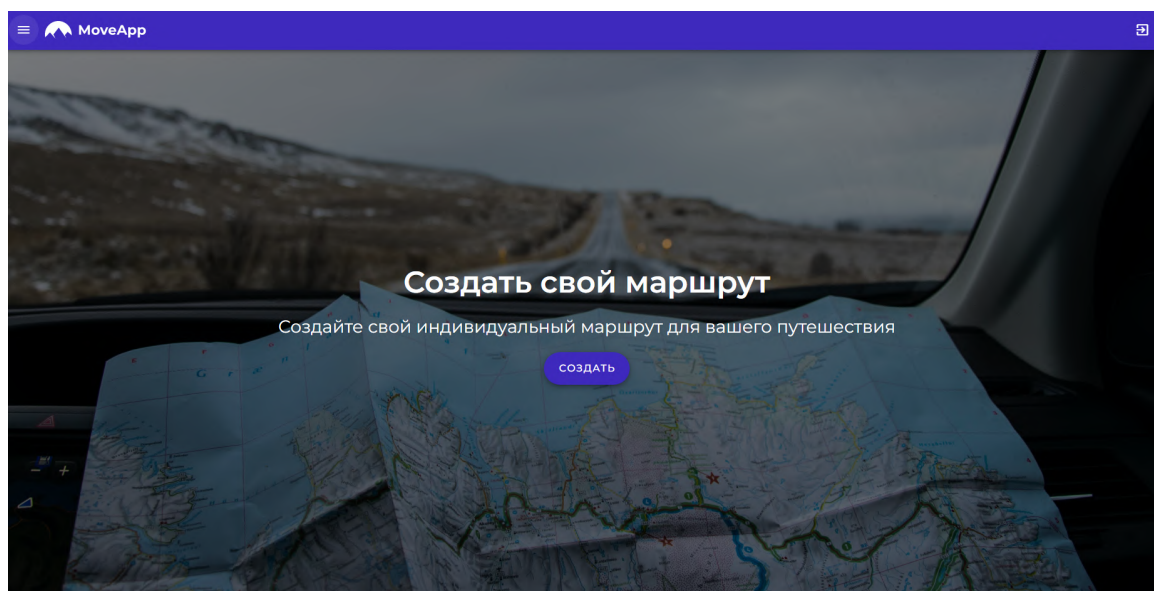 MoveApp
Создать свой маршрут
Создайте свой индивидуальный маршрут для вашего путешествия
СОЗДАТЬ